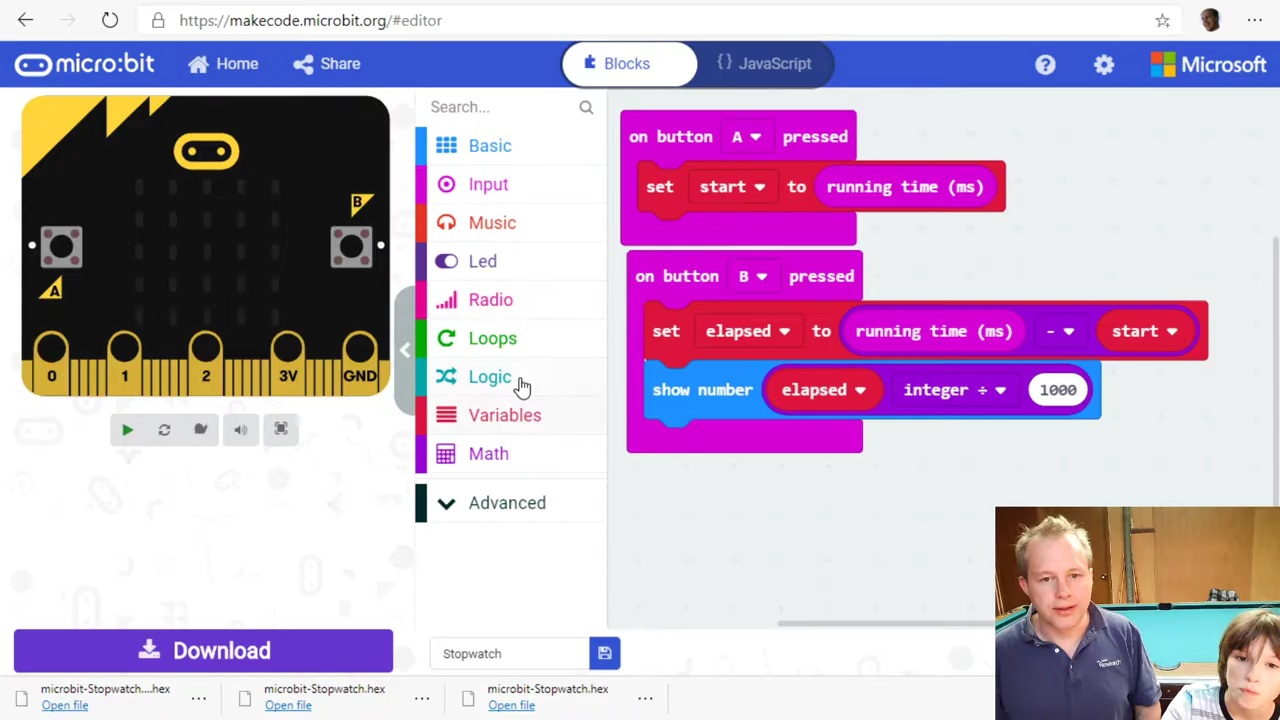 https://makecode.microbit.org/#editor
micro:bit
Home
Share
Blocks
{ } JavaScript
Microsoft
Search...
Basic
Input
Music
Led
Radio
Loops
Logic
Variables
Math
Advanced
B
A
0 1 2 3V GND
on button A pressed
set start to running time (ms)
on button B pressed
set elapsed to running time (ms) - start
show number elapsed integer ÷ 1000
Download
Stopwatch
microbit-Stopwatch....hex
Open file
microbit-Stopwatch.hex
Open file
microbit-Stopwatch.hex
Open file
Research